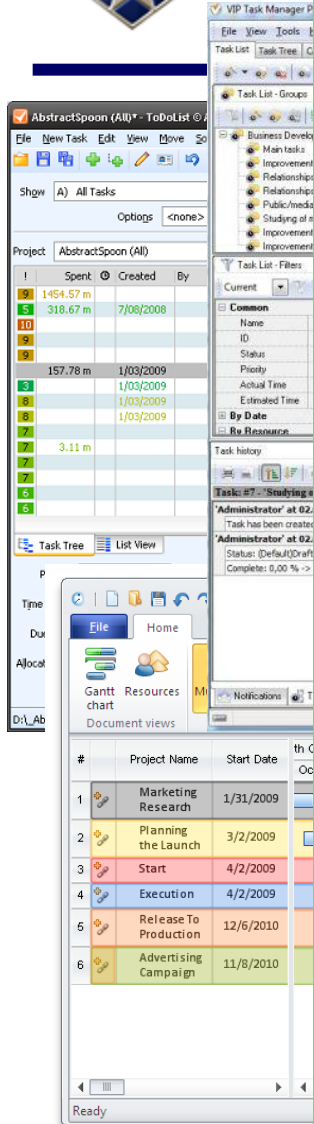 VIP Task Manager P
File View Tools
Task List Task Tree C
Task List - Groups
Business Develop
Main tasks
Improvement
Relationships
Relationships
Public/media
Studying of m
Improvement
Improvement
Task List - Filters
Current
Common
Name
ID
Status
Priority
Actual Time
Estimated Time
By Date
By Resource
Task history
Task: #7 - 'Studying o
'Administrator' at 02.
Task has been created
'Administrator' at 02.
Status: (Default)Draft
Complete: 0,00 % ->
Notifications T
AbstractSpoon (All)* - ToDoList ©
File New Task Edit View Move So
Show A) All Tasks
Options <none>
Project AbstractSpoon (All)
! Spent Created By
9 1454.57 m
5 318.67 m 7/08/2008
10
9
9
157.78 m 1/03/2009
3 1/03/2009
8 1/03/2009
8 1/03/2009
7
7 3.11 m
7
7
6
6
Task Tree List View
P
Time
Du
Allocat
D:\_Ab
File Home
Gantt chart Resources Mu
Document views
# Project Name Start Date
th
Oc
1 Marketing Research 1/31/2009
2 Planning the Launch 3/2/2009
3 Start 4/2/2009
4 Execution 4/2/2009
5 Release To Production 12/6/2010
6 Advertising Campaign 11/8/2010
Ready